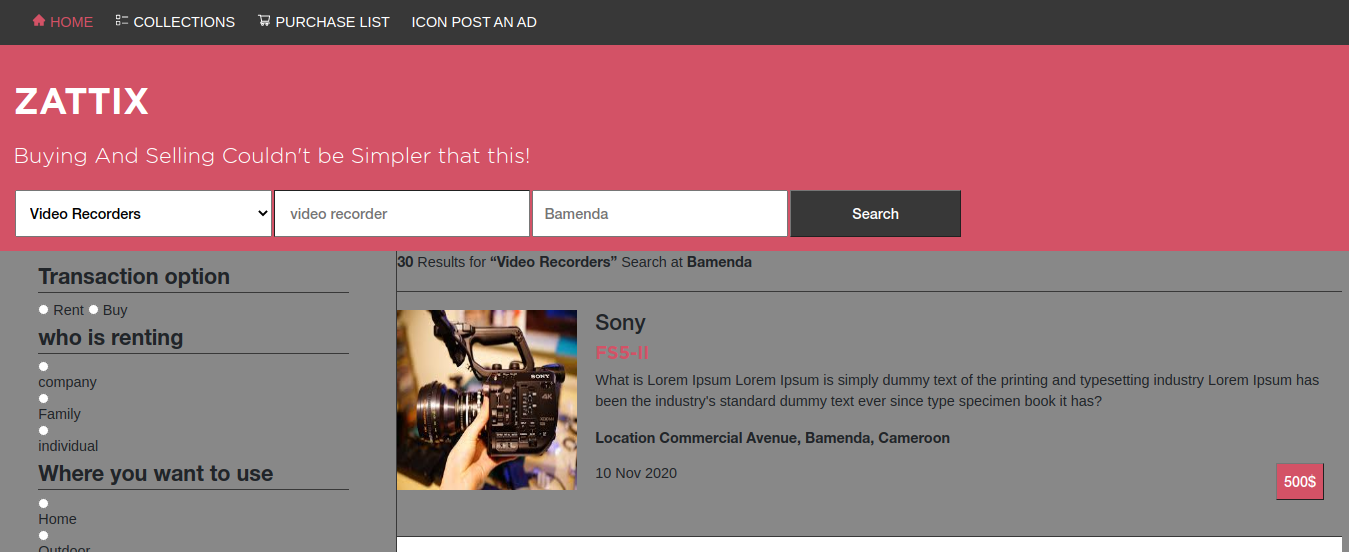 HOME COLLECTIONS PURCHASE LIST ICON POST AN AD
ZATTIX
Buying And Selling Couldn't be Simpler that this!
Video Recorders video recorder Bamenda Search
Transaction option
Rent Buy
who is renting
company
Family
individual
Where you want to use
Home
Outdoor
30 Results for “Video Recorders” Search at Bamenda
SONY
4K
Sony
FS5-II
What is Lorem Ipsum Lorem Ipsum is simply dummy text of the printing and typesetting industry Lorem Ipsum has
been the industry's standard dummy text ever since type specimen book it has?
Location Commercial Avenue, Bamenda, Cameroon
10 Nov 2020
500$